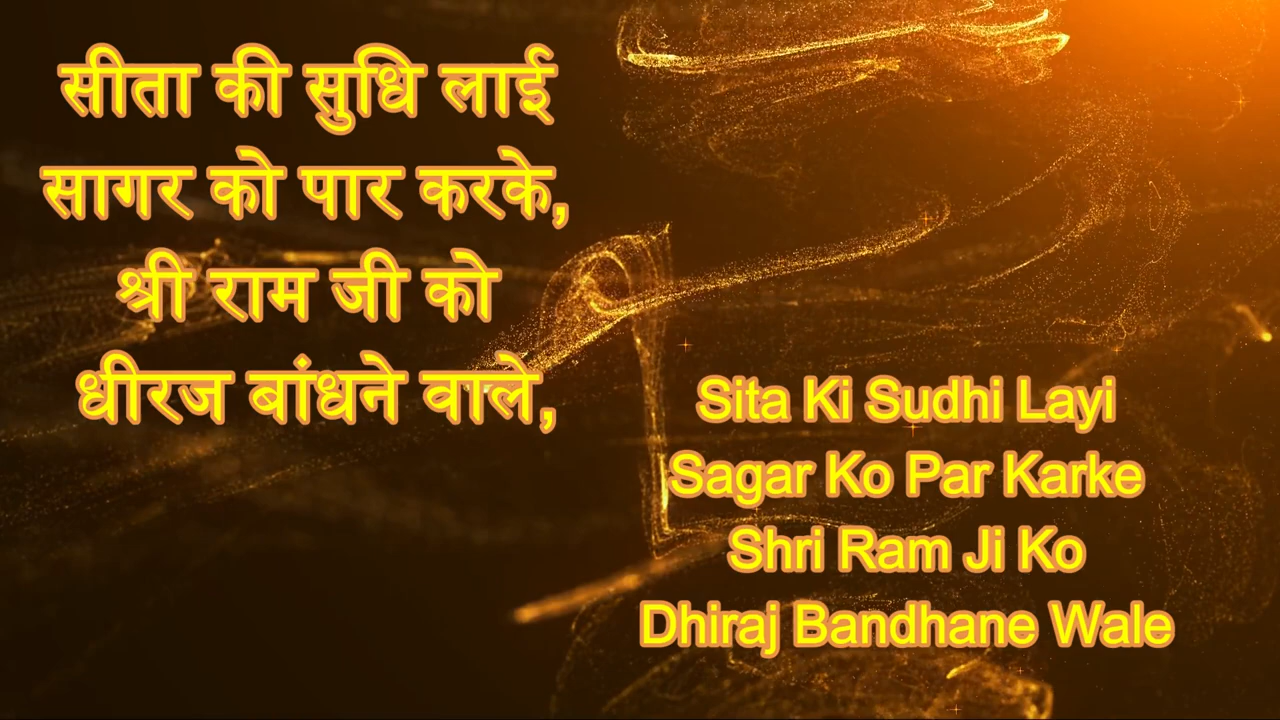 सीता की सुधि लाई
सागर को पार करके,
श्री राम जी को
धीरज बांधने वाले,
Sita Ki Sudhi Layi
Sagar Ko Par Karke
Shri Ram Ji Ko
Dhiraj Bandhane Wale